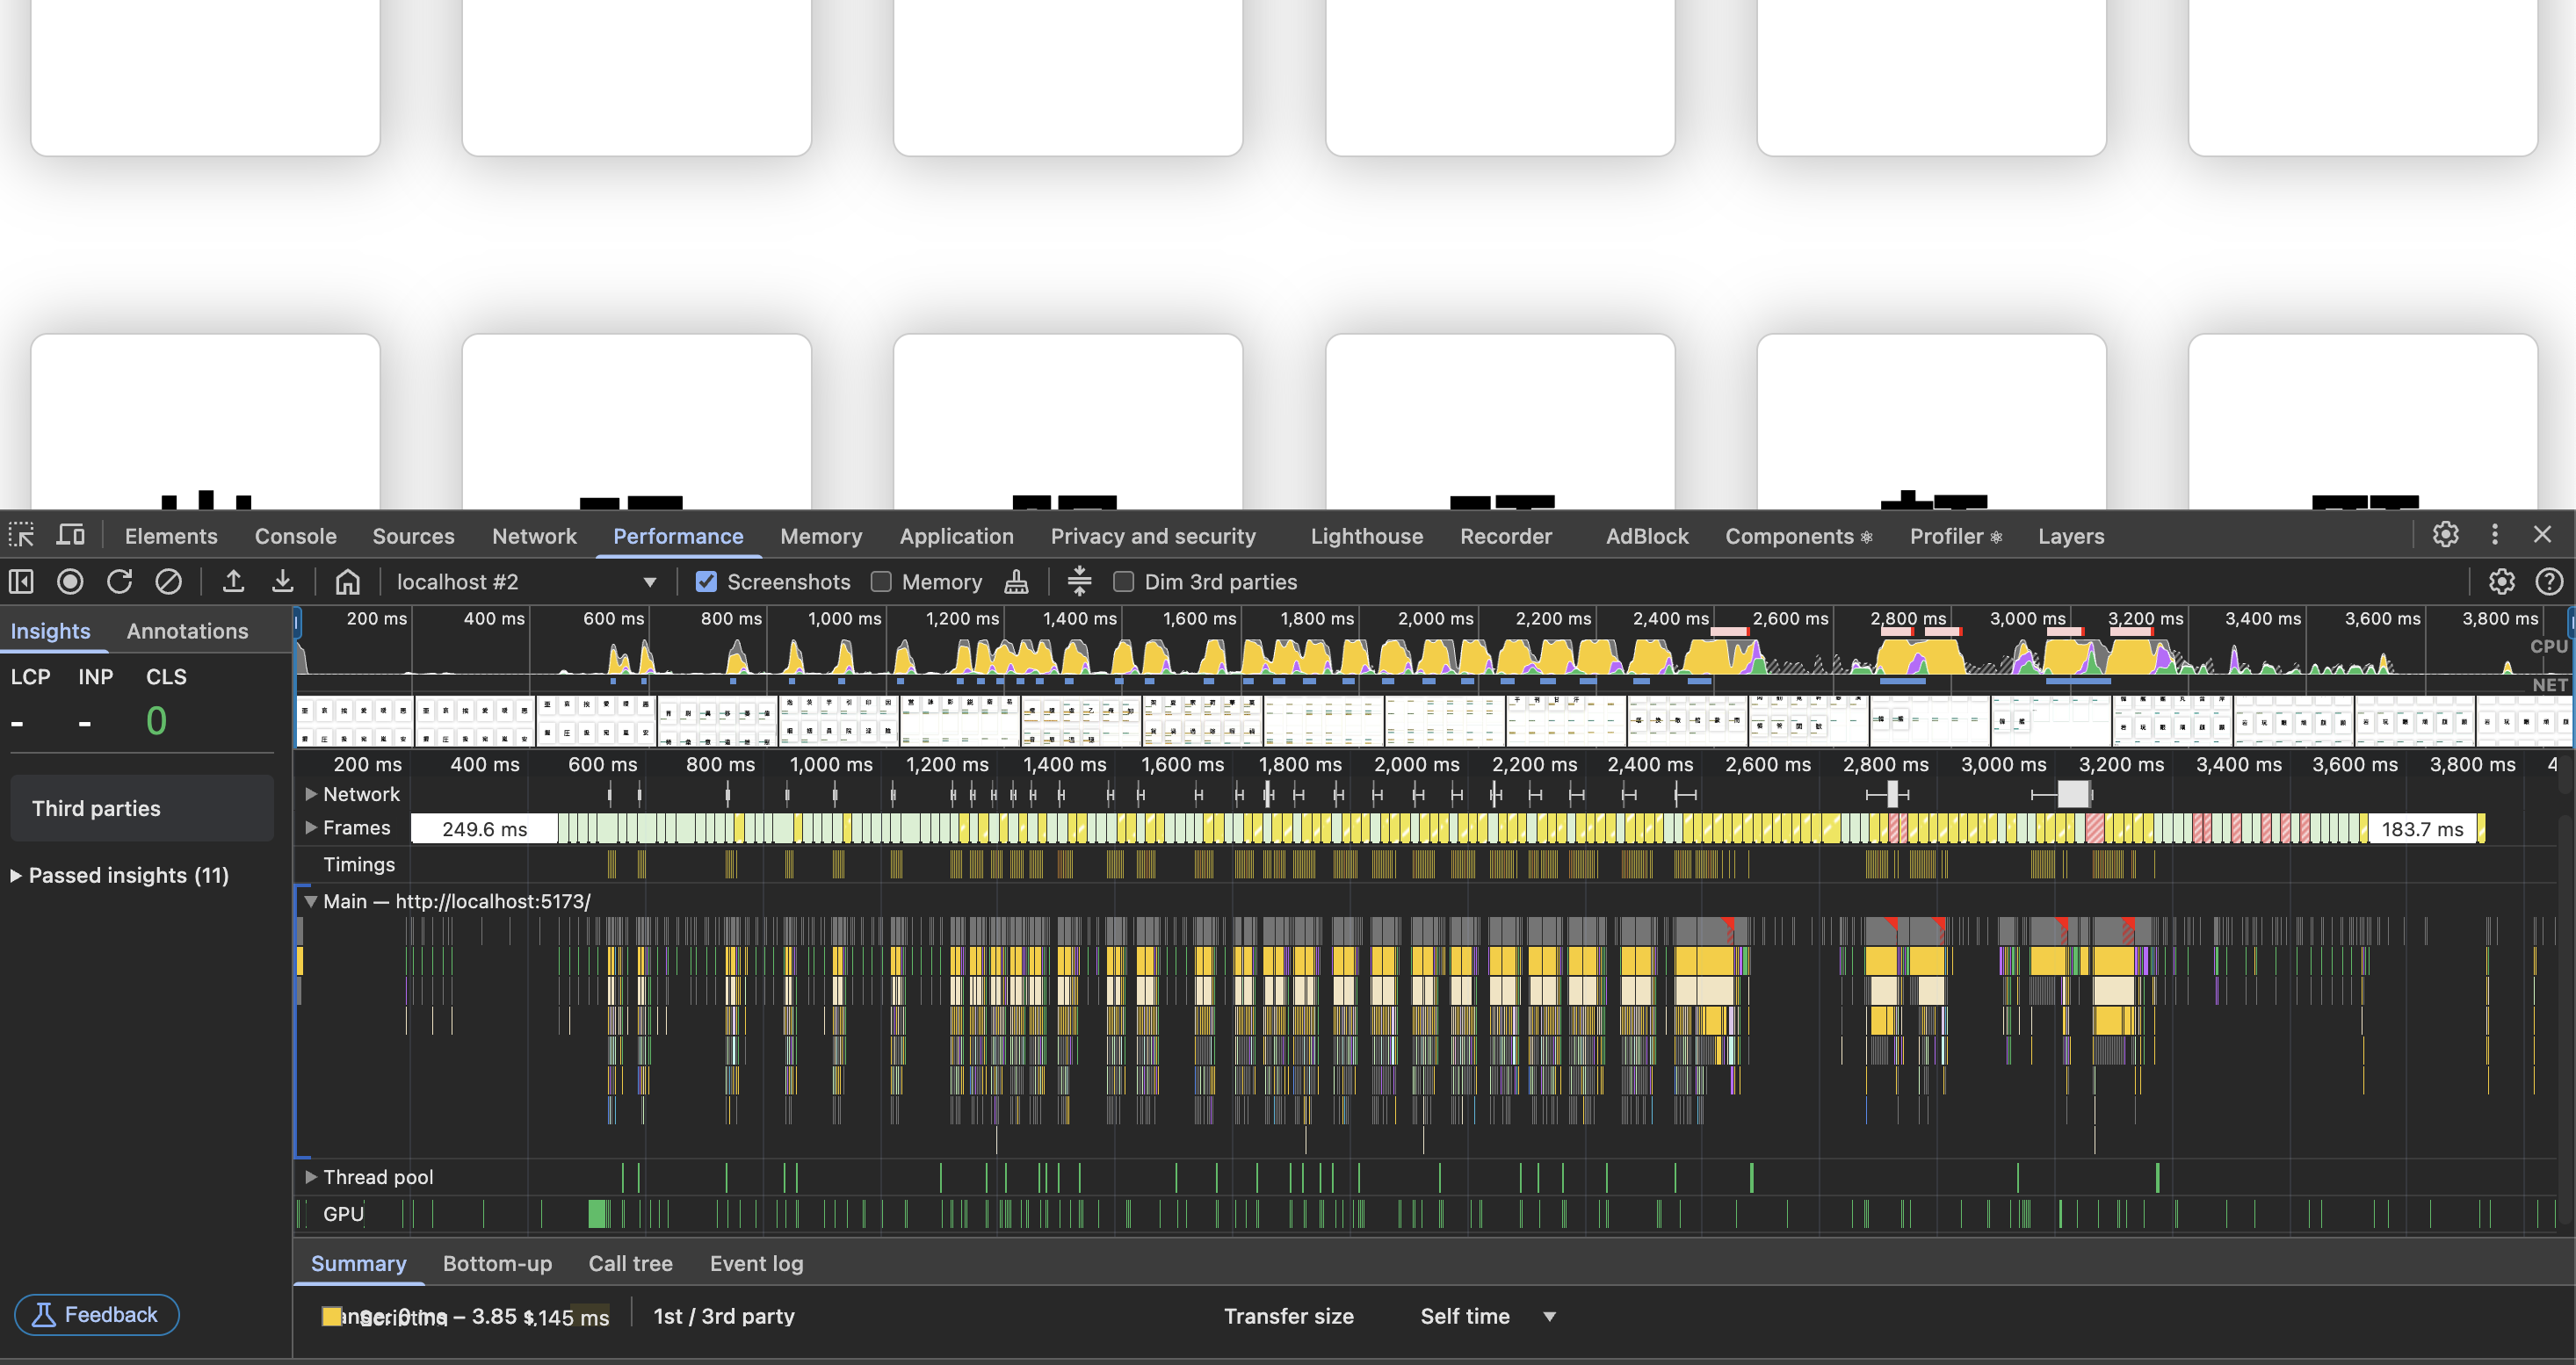 Elements Console Sources Network Performance Memory Application Privacy and security Lighthouse Recorder AdBlock Components ⚛ Profiler ⚛ Layers
localhost #2 Screenshots Memory Dim 3rd parties
Insights Annotations
LCP INP CLS
- - 0
Third parties
Passed insights (11)
Feedback
200 ms 400 ms 600 ms 800 ms 1,000 ms 1,200 ms 1,400 ms 1,600 ms 1,800 ms 2,000 ms 2,200 ms 2,400 ms 2,600 ms 2,800 ms 3,000 ms 3,200 ms 3,400 ms 3,600 ms 3,800 ms
CPU
NET
200 ms 400 ms 600 ms 800 ms 1,000 ms 1,200 ms 1,400 ms 1,600 ms 1,800 ms 2,000 ms 2,200 ms 2,400 ms 2,600 ms 2,800 ms 3,000 ms 3,200 ms 3,400 ms 3,600 ms 3,800 ms 4
Network
Frames 249.6 ms 183.7 ms
Timings
Main — http://localhost:5173/
Thread pool
GPU
Summary Bottom-up Call tree Event log
– 3.85 s 145 ms 1st / 3rd party Transfer size Self time